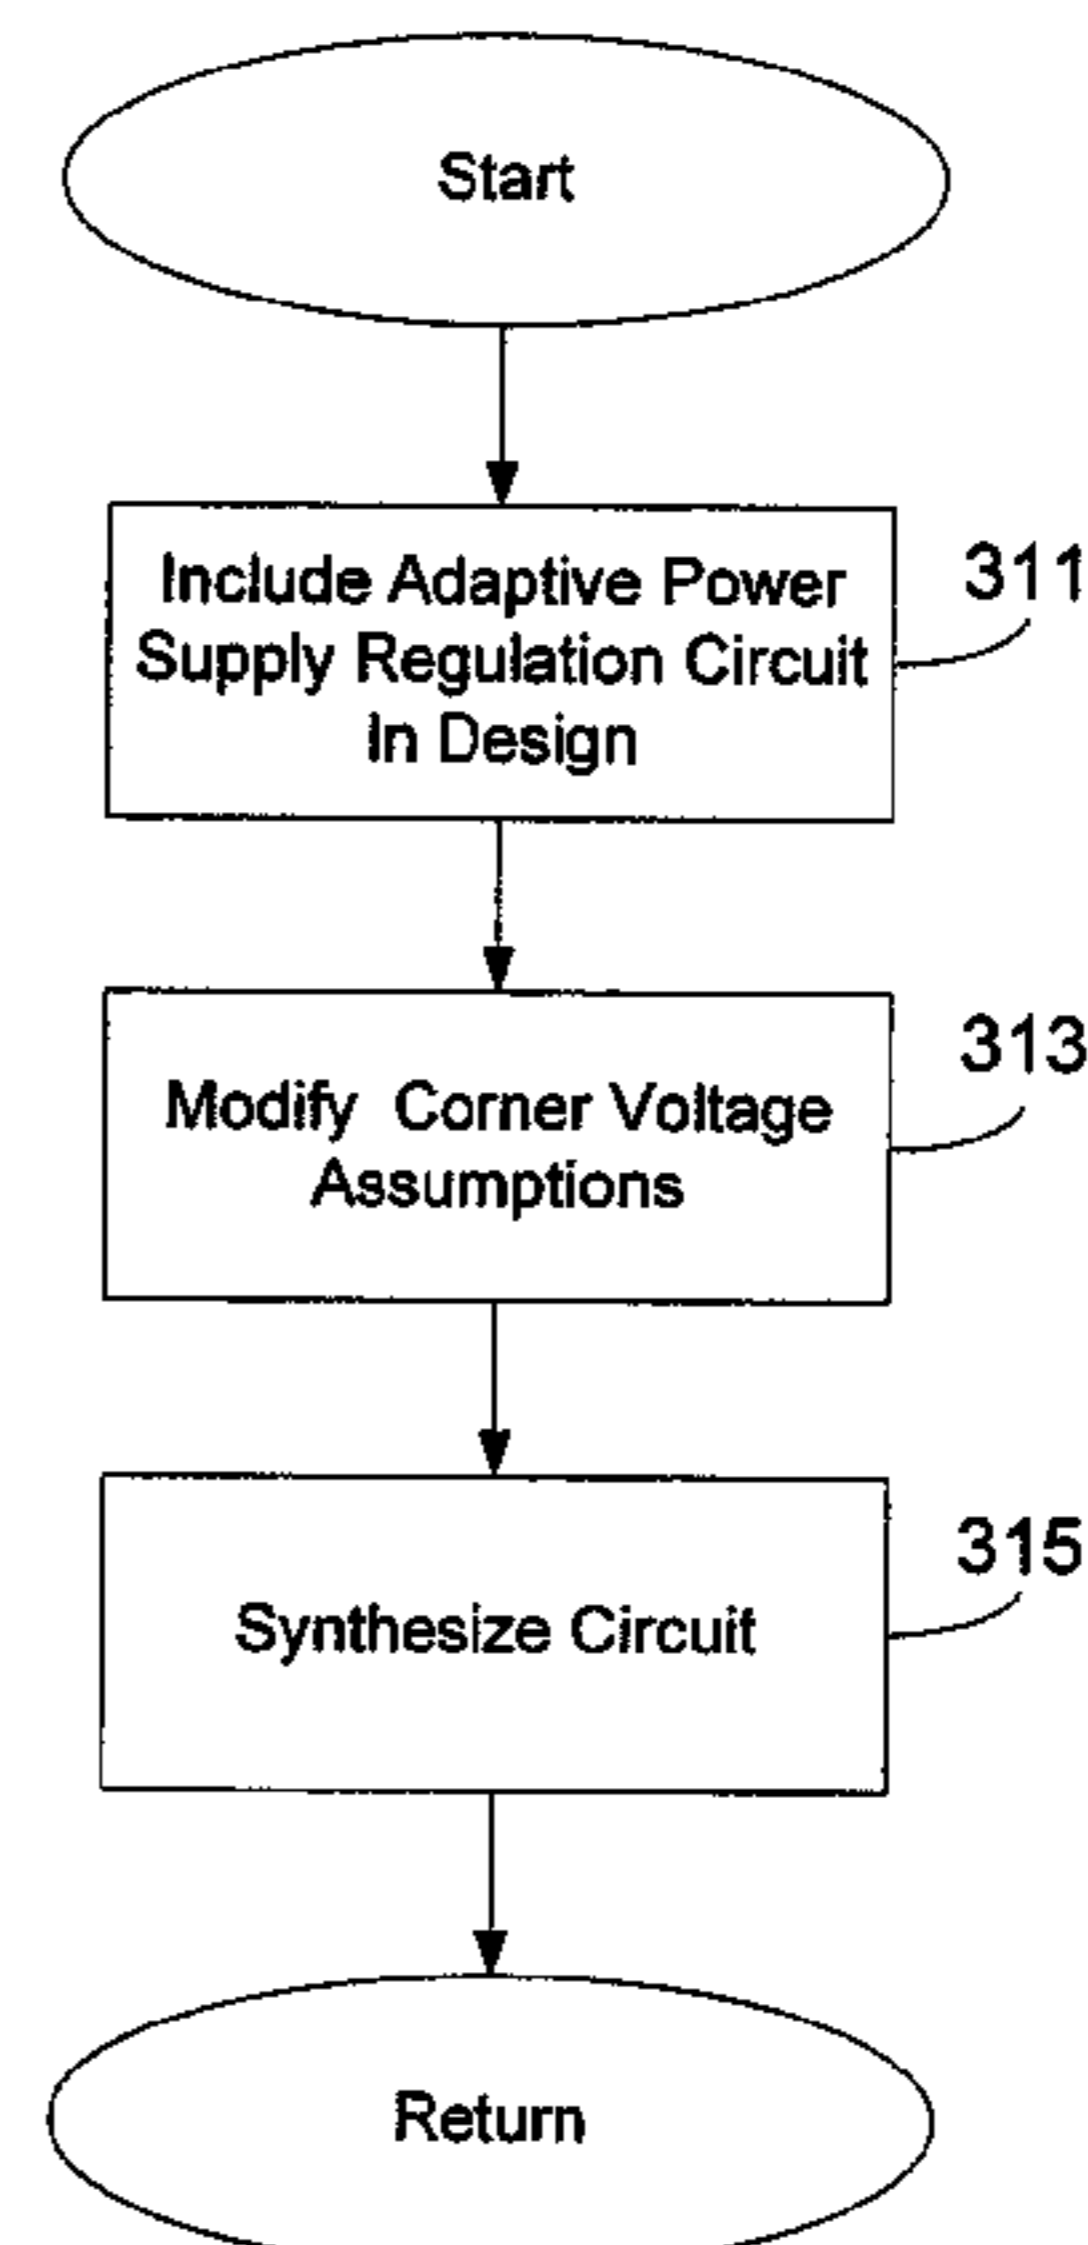 Start
Include Adaptive Power
Supply Regulation Circuit
In Design
311
Modify Corner Voltage
Assumptions
313
Synthesize Circuit
315
Return